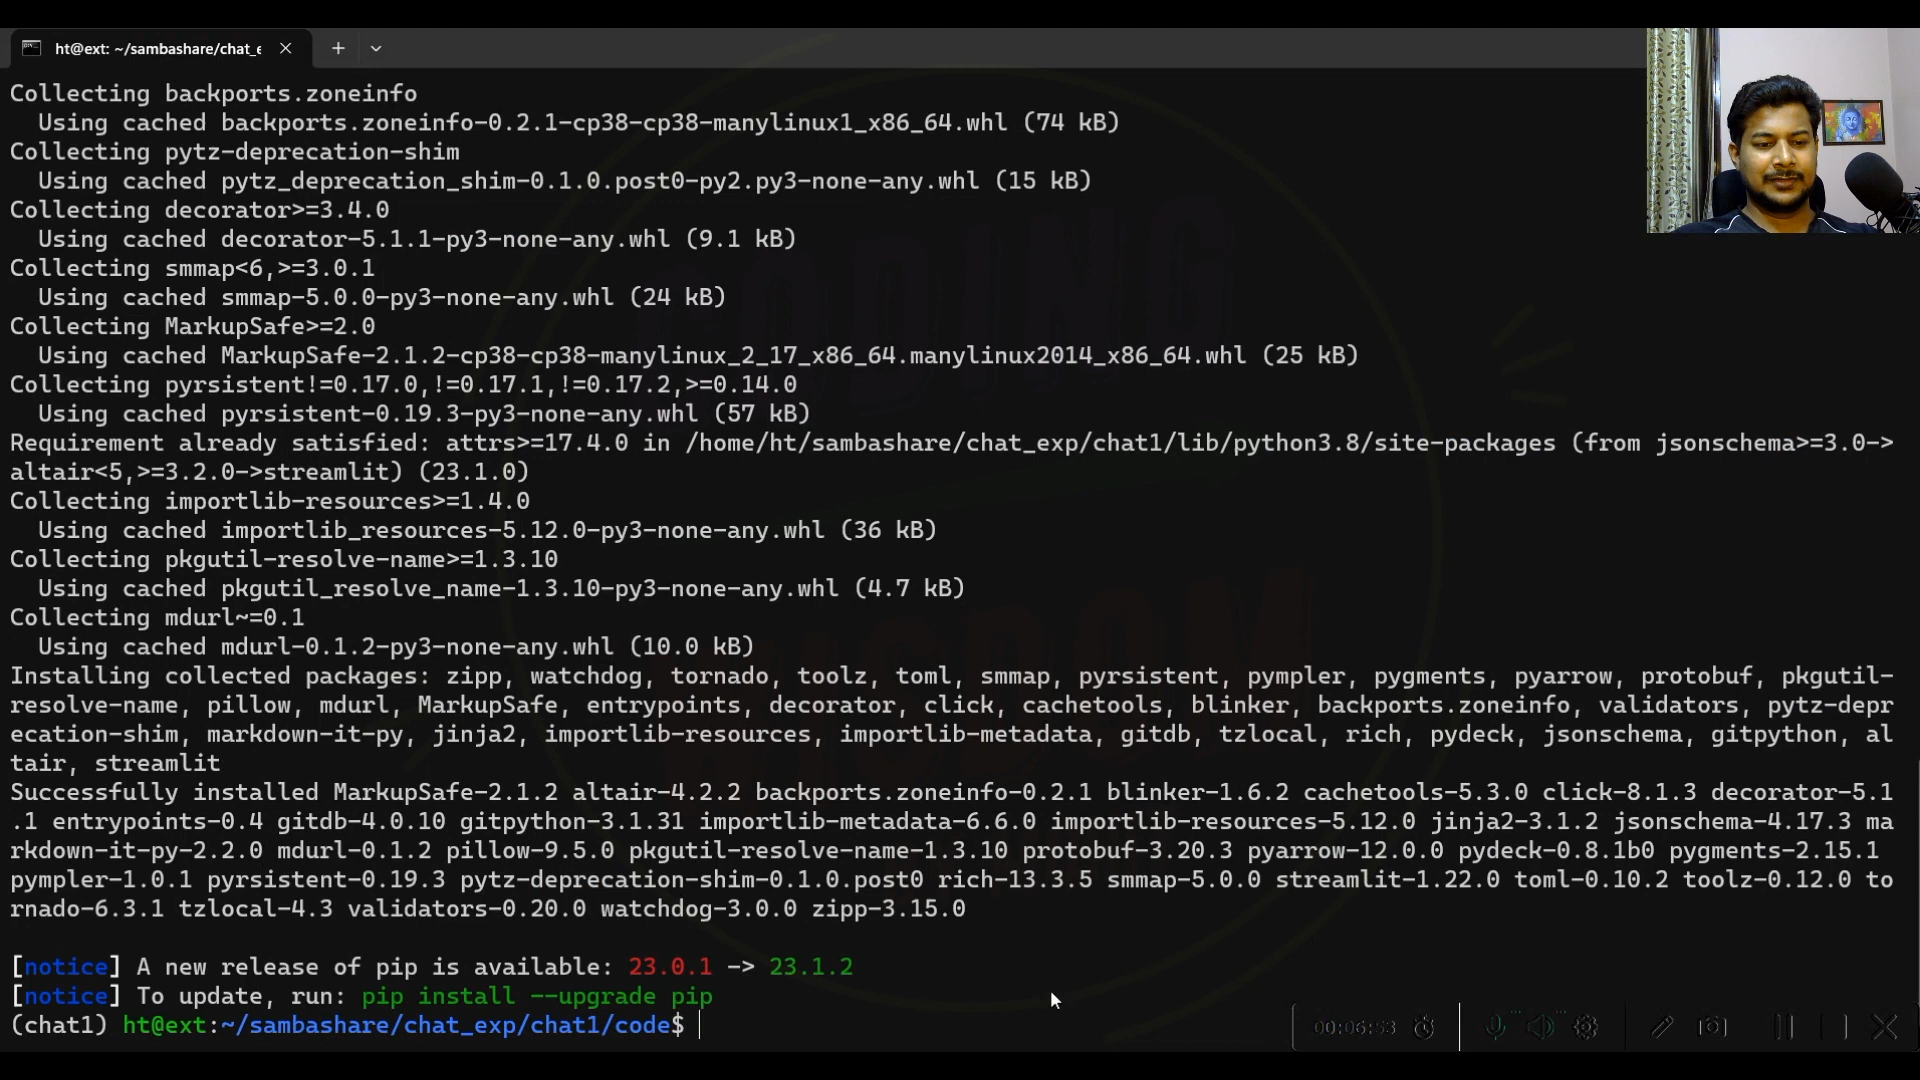 ht@ext: ~/sambashare/chat_e
Collecting backports.zoneinfo
Using cached backports.zoneinfo-0.2.1-cp38-cp38-manylinux1_x86_64.whl (74 kB)
Collecting pytz-deprecation-shim
Using cached pytz_deprecation_shim-0.1.0.post0-py2.py3-none-any.whl (15 kB)
Collecting decorator>=3.4.0
Using cached decorator-5.1.1-py3-none-any.whl (9.1 kB)
Collecting smmap<6,>=3.0.1
Using cached smmap-5.0.0-py3-none-any.whl (24 kB)
Collecting MarkupSafe>=2.0
Using cached MarkupSafe-2.1.2-cp38-cp38-manylinux_2_17_x86_64.manylinux2014_x86_64.whl (25 kB)
Collecting pyrsistent!=0.17.0,!=0.17.1,!=0.17.2,>=0.14.0
Using cached pyrsistent-0.19.3-py3-none-any.whl (57 kB)
Requirement already satisfied: attrs>=17.4.0 in /home/ht/sambashare/chat_exp/chat1/lib/python3.8/site-packages (from jsonschema>=3.0->
altair<5,>=3.2.0->streamlit) (23.1.0)
Collecting importlib-resources>=1.4.0
Using cached importlib_resources-5.12.0-py3-none-any.whl (36 kB)
Collecting pkgutil-resolve-name>=1.3.10
Using cached pkgutil_resolve_name-1.3.10-py3-none-any.whl (4.7 kB)
Collecting mdurl~=0.1
Using cached mdurl-0.1.2-py3-none-any.whl (10.0 kB)
Installing collected packages: zipp, watchdog, tornado, toolz, toml, smmap, pyrsistent, pympler, pygments, pyarrow, protobuf, pkgutil-
resolve-name, pillow, mdurl, MarkupSafe, entrypoints, decorator, click, cachetools, blinker, backports.zoneinfo, validators, pytz-depr
ecation-shim, markdown-it-py, jinja2, importlib-resources, importlib-metadata, gitdb, tzlocal, rich, pydeck, jsonschema, gitpython, al
tair, streamlit
Successfully installed MarkupSafe-2.1.2 altair-4.2.2 backports.zoneinfo-0.2.1 blinker-1.6.2 cachetools-5.3.0 click-8.1.3 decorator-5.1
.1 entrypoints-0.4 gitdb-4.0.10 gitpython-3.1.31 importlib-metadata-6.6.0 importlib-resources-5.12.0 jinja2-3.1.2 jsonschema-4.17.3 ma
rkdown-it-py-2.2.0 mdurl-0.1.2 pillow-9.5.0 pkgutil-resolve-name-1.3.10 protobuf-3.20.3 pyarrow-12.0.0 pydeck-0.8.1b0 pygments-2.15.1
pympler-1.0.1 pyrsistent-0.19.3 pytz-deprecation-shim-0.1.0.post0 rich-13.3.5 smmap-5.0.0 streamlit-1.22.0 toml-0.10.2 toolz-0.12.0 to
rnado-6.3.1 tzlocal-4.3 validators-0.20.0 watchdog-3.0.0 zipp-3.15.0
[notice] A new release of pip is available: 23.0.1 -> 23.1.2
[notice] To update, run: pip install --upgrade pip
(chat1) ht@ext:~/sambashare/chat_exp/chat1/code$
00:06:53
CODING
WISDOM